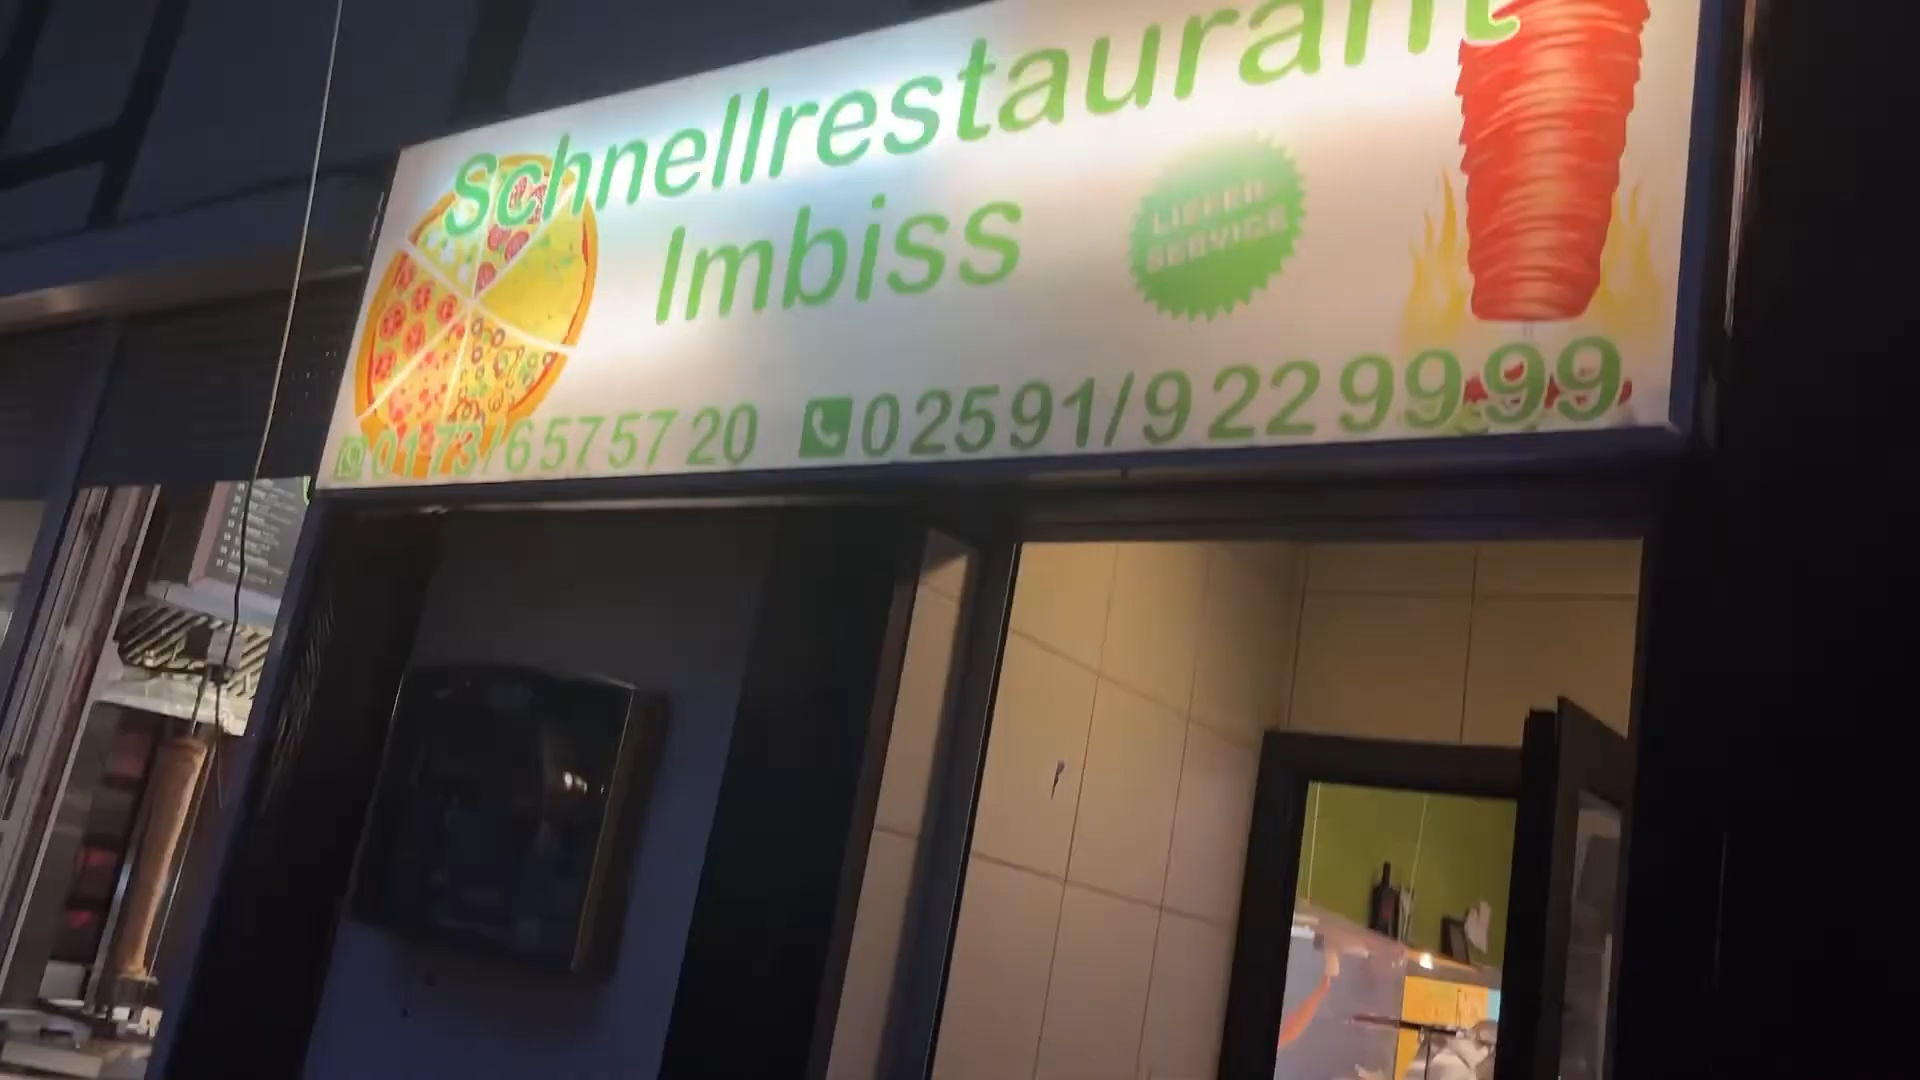 Schnellrestaurant
Imbiss
LIEFER
SERVICE
0173/6575720
02591/9229999